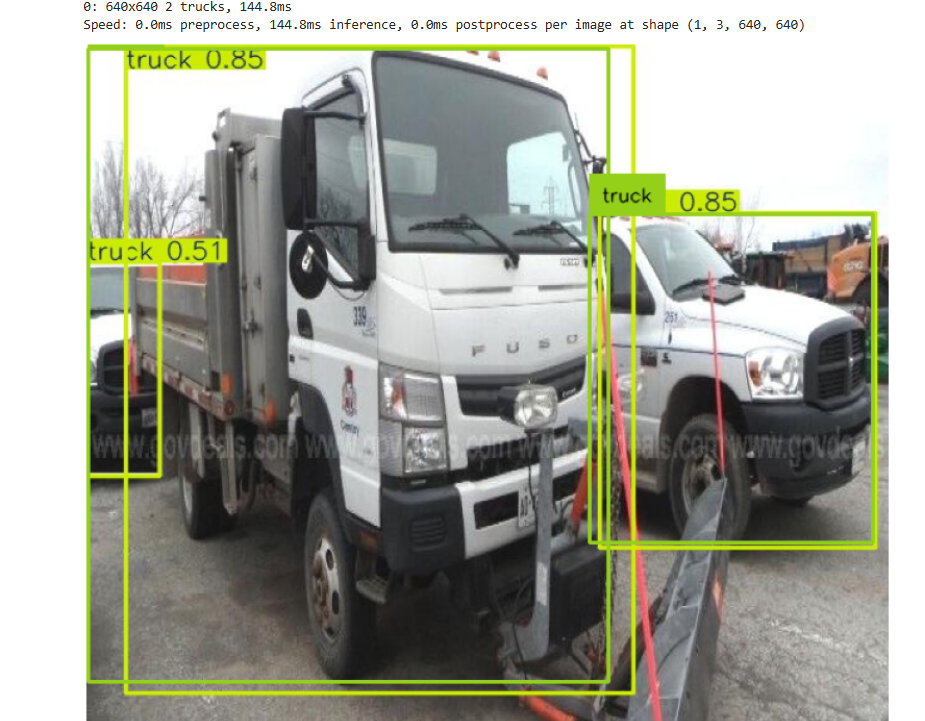 0: 640x640 2 trucks, 144.8ms
Speed: 0.0ms preprocess, 144.8ms inference, 0.0ms postprocess per image at shape (1, 3, 640, 640)
truck 0.85
truck 0.85
truck 0.51
339
251
FUSO
www.govdeals.com www.govdeals.com www.govdeals